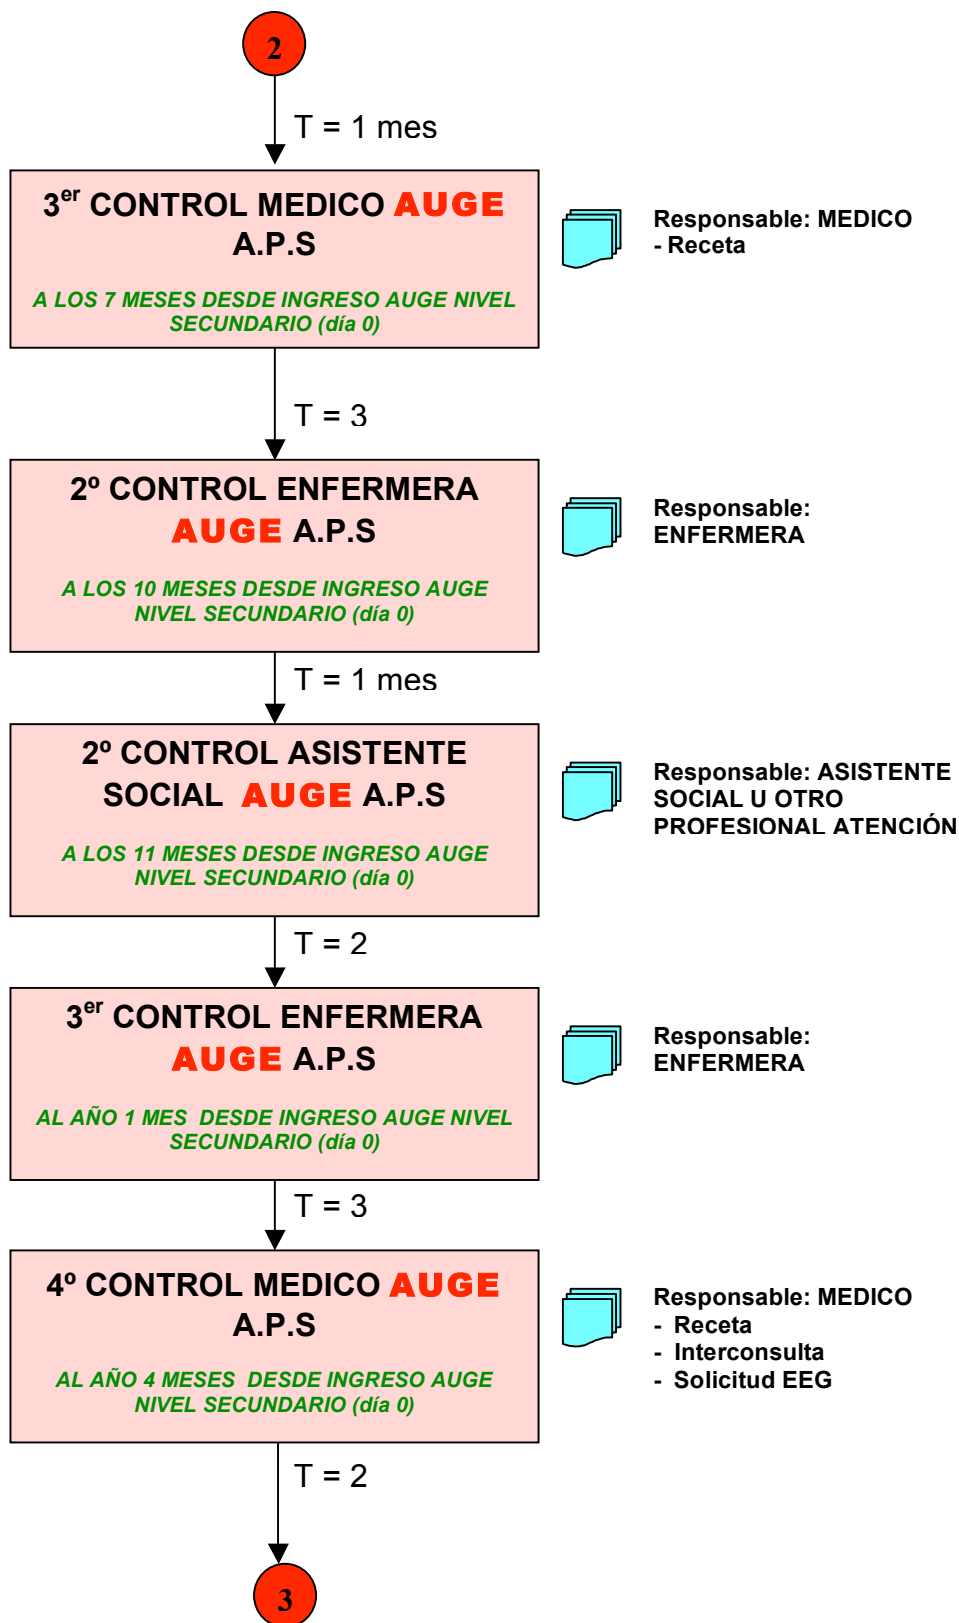 2
T = 1 mes
3er CONTROL MEDICO AUGE
A.P.S
A LOS 7 MESES DESDE INGRESO AUGE NIVEL
SECUNDARIO (día 0)
Responsable: MEDICO
- Receta
T = 3
2º CONTROL ENFERMERA
AUGE A.P.S
A LOS 10 MESES DESDE INGRESO AUGE
NIVEL SECUNDARIO (día 0)
Responsable:
ENFERMERA
T = 1 mes
2º CONTROL ASISTENTE
SOCIAL AUGE A.P.S
A LOS 11 MESES DESDE INGRESO AUGE
NIVEL SECUNDARIO (día 0)
Responsable: ASISTENTE
SOCIAL U OTRO
PROFESIONAL ATENCIÓN
T = 2
3er CONTROL ENFERMERA
AUGE A.P.S
AL AÑO 1 MES DESDE INGRESO AUGE NIVEL
SECUNDARIO (día 0)
Responsable:
ENFERMERA
T = 3
4º CONTROL MEDICO AUGE
A.P.S
AL AÑO 4 MESES DESDE INGRESO AUGE
NIVEL SECUNDARIO (día 0)
Responsable: MEDICO
- Receta
- Interconsulta
- Solicitud EEG
T = 2
3